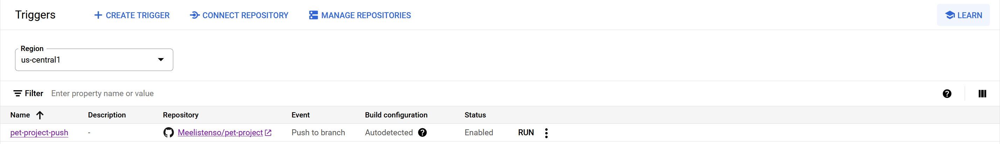 Triggers CREATE TRIGGER CONNECT REPOSITORY MANAGE REPOSITORIES LEARN
Region
us-central1
Filter Enter property name or value
Name Description Repository Event Build configuration Status
pet-project-push - Meelistenso/pet-project Push to branch Autodetected Enabled RUN